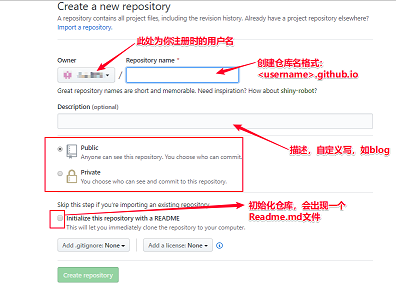 Create a new repository
A repository contains all project files, including the revision history. Already have a project repository elsewhere?
Import a repository.
此处为你注册时的用户名
Owner
Repository name *
/
创建仓库名格式:
<username>.github.io
Great repository names are short and memorable. Need inspiration? How about shiny-robot?
Description (optional)
描述，自定义写，如blog
Public
Anyone can see this repository. You choose who can commit.
Private
You choose who can see and commit to this repository.
Skip this step if you're importing an existing repository.
Initialize this repository with a README
This will let you immediately clone the repository to your computer.
初始化仓库，会出现一个
Readme.md文件
Add .gitignore: None
Add a license: None
Create repository